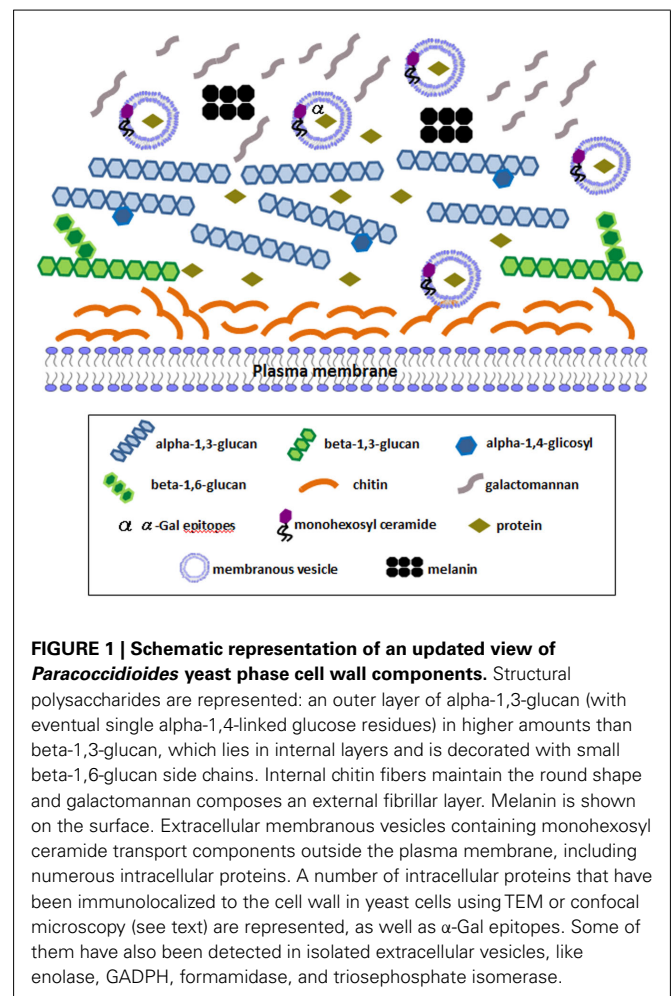 α
Plasma membrane
alpha-1,3-glucan
beta-1,3-glucan
alpha-1,4-glicosyl
beta-1,6-glucan
chitin
galactomannan
α α-Gal epitopes
monohexosyl ceramide
protein
membranous vesicle
melanin
FIGURE 1 | Schematic representation of an updated view of
Paracoccidioides yeast phase cell wall components. Structural
polysaccharides are represented: an outer layer of alpha-1,3-glucan (with
eventual single alpha-1,4-linked glucose residues) in higher amounts than
beta-1,3-glucan, which lies in internal layers and is decorated with small
beta-1,6-glucan side chains. Internal chitin fibers maintain the round shape
and galactomannan composes an external fibrillar layer. Melanin is shown
on the surface. Extracellular membranous vesicles containing monohexosyl
ceramide transport components outside the plasma membrane, including
numerous intracellular proteins. A number of intracellular proteins that have
been immunolocalized to the cell wall in yeast cells using TEM or confocal
microscopy (see text) are represented, as well as α-Gal epitopes. Some of
them have also been detected in isolated extracellular vesicles, like
enolase, GADPH, formamidase, and triosephosphate isomerase.